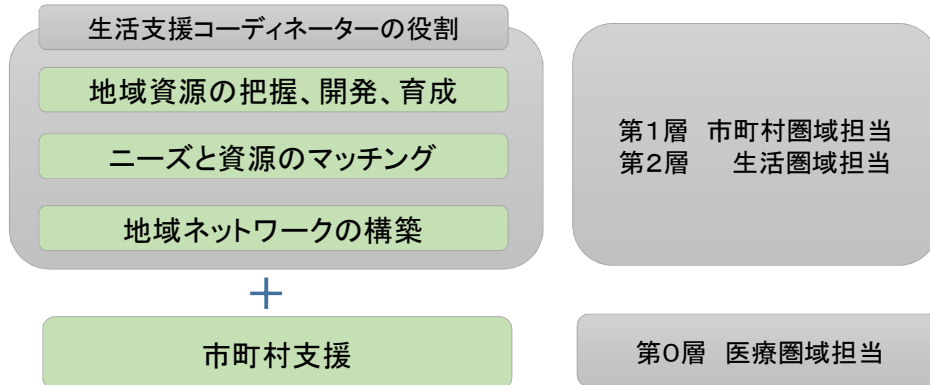 生活支援コーディネーターの役割
地域資源の把握、開発、育成
ニーズと資源のマッチング
地域ネットワークの構築
第1層 市町村圏域担当
第2層 生活圏域担当
+
市町村支援
第0層 医療圏域担当